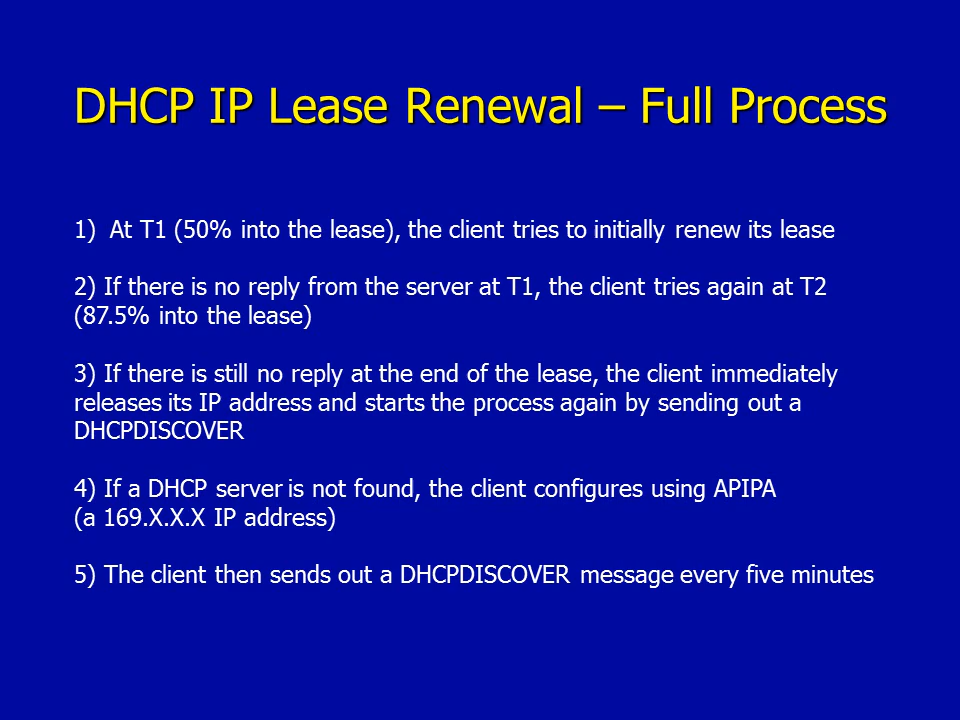 DHCP IP Lease Renewal – Full Process
1) At T1 (50% into the lease), the client tries to initially renew its lease
2) If there is no reply from the server at T1, the client tries again at T2
(87.5% into the lease)
3) If there is still no reply at the end of the lease, the client immediately
releases its IP address and starts the process again by sending out a
DHCPDISCOVER
4) If a DHCP server is not found, the client configures using APIPA
(a 169.X.X.X IP address)
5) The client then sends out a DHCPDISCOVER message every five minutes